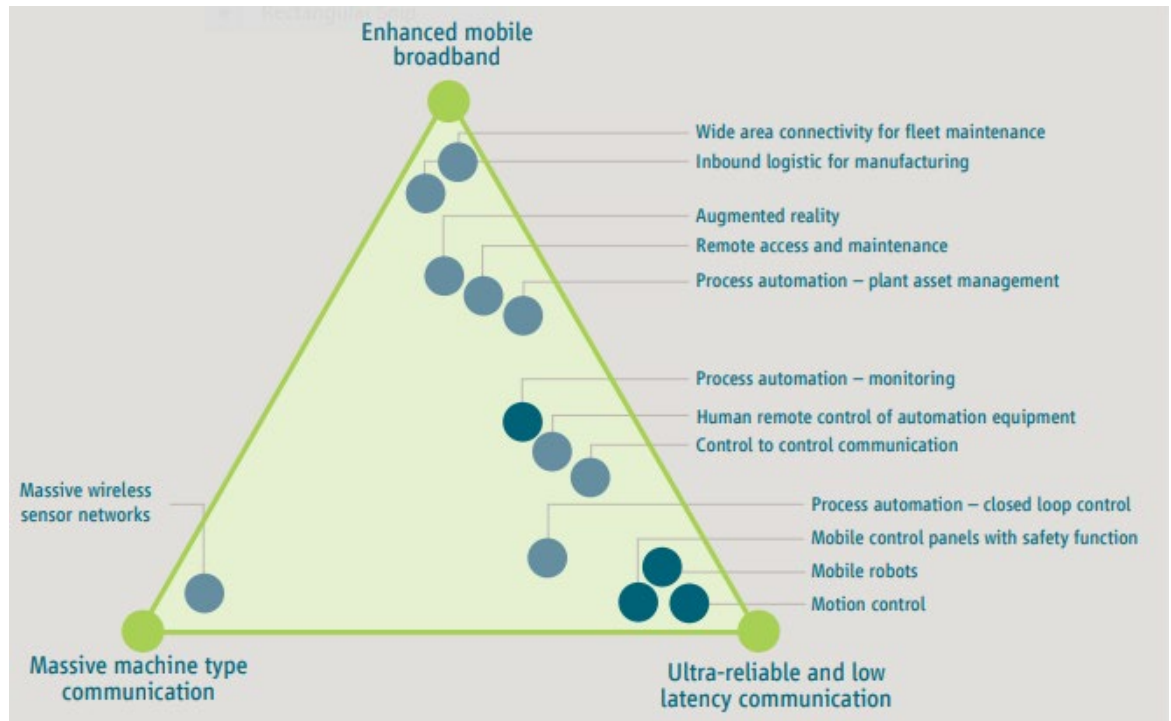 Rectangular Snip
Enhanced mobile
broadband
Wide area connectivity for fleet maintenance
Inbound logistic for manufacturing
Augmented reality
Remote access and maintenance
Process automation – plant asset management
Process automation – monitoring
Human remote control of automation equipment
Control to control communication
Massive wireless
sensor networks
Process automation – closed loop control
Mobile control panels with safety function
Mobile robots
Motion control
Massive machine type
communication
Ultra-reliable and low
latency communication